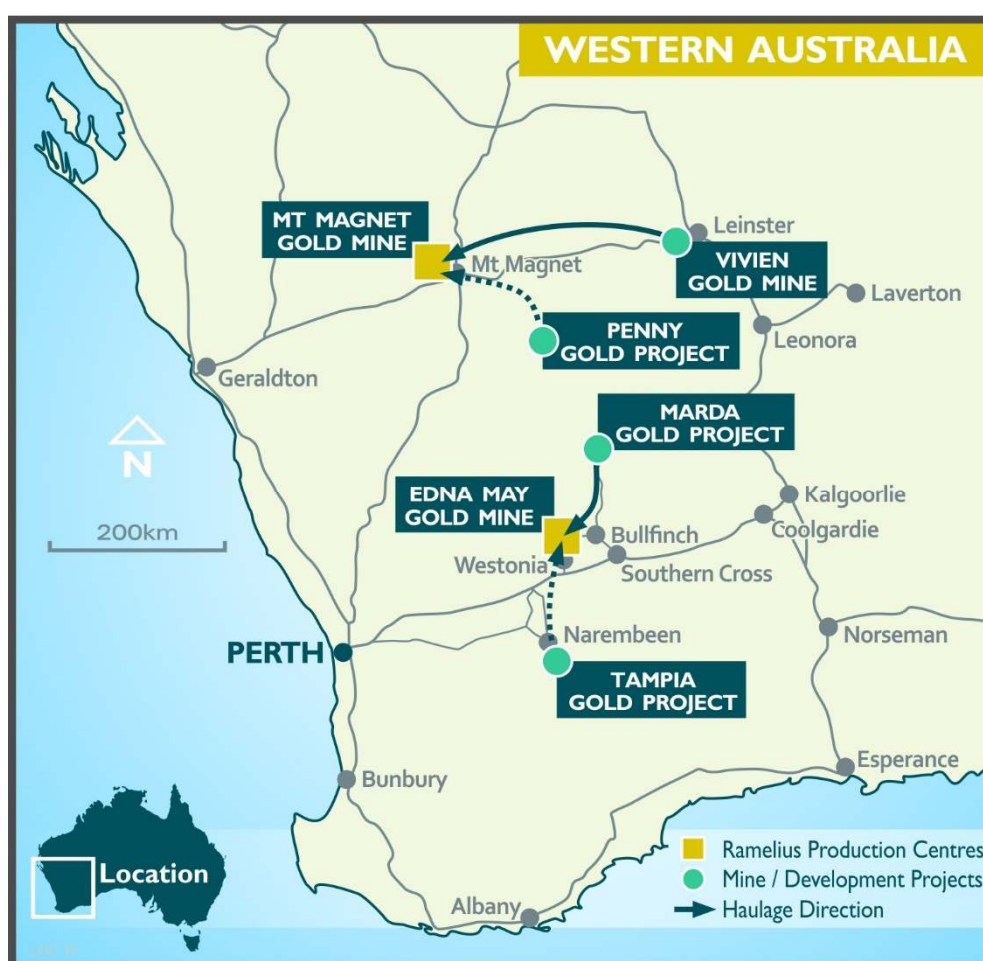 WESTERN AUSTRALIA
MT MAGNET
GOLD MINE
Leinster
Mt Magnet
VIVIEN
GOLD MINE
Laverton
PENNY
GOLD PROJECT
Leonora
Geraldton
MARDA
GOLD PROJECT
N
EDNA MAY
GOLD MINE
Kalgoorlie
200km
Coolgardie
Bullfinch
Westonia
Southern Cross
Narembeen
Norseman
PERTH
TAMPIA
GOLD PROJECT
Esperance
Bunbury
Location
Ramelius Production Centres
Mine / Development Projects
Haulage Direction
Albany